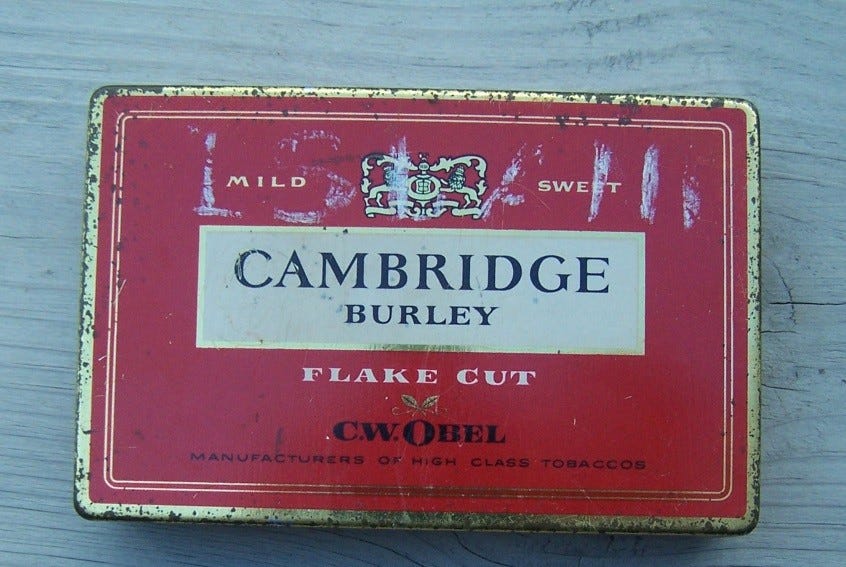 MILD SWEET
CAMBRIDGE
BURLEY
FLAKE CUT
C.W. OBEL
MANUFACTURERS OF HIGH CLASS TOBACCOS